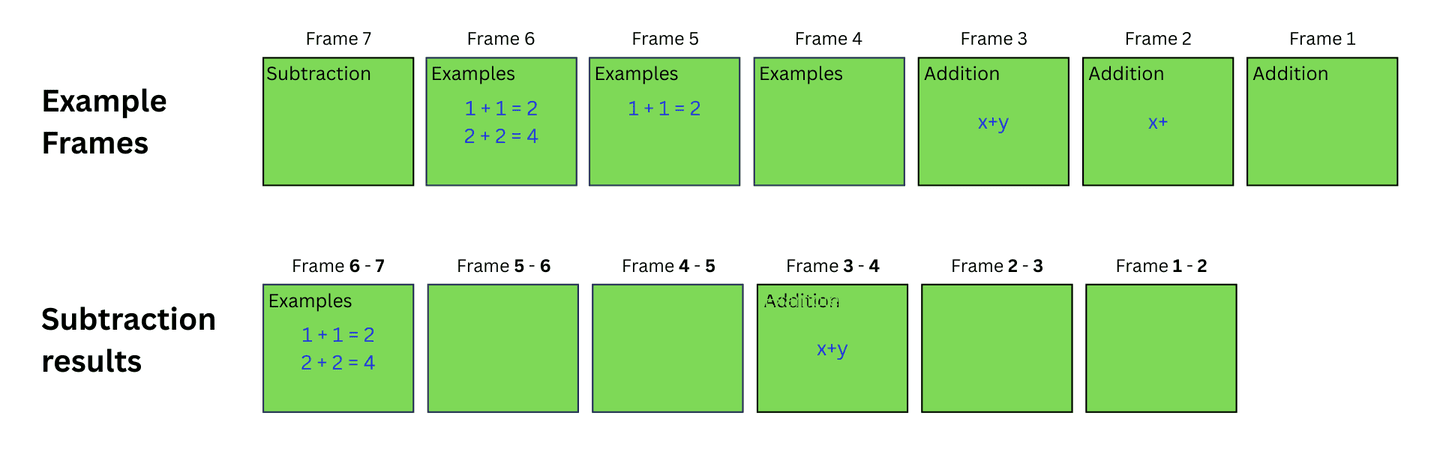 Example
Frames
Frame 7
Frame 6
Frame 5
Frame 4
Frame 3
Frame 2
Frame 1
Subtraction
Examples
1 + 1 = 2
2 + 2 = 4
Examples
1 + 1 = 2
Examples
Addition
x+y
Addition
x+
Addition
Subtraction
results
Frame 6 - 7
Frame 5 - 6
Frame 4 - 5
Frame 3 - 4
Frame 2 - 3
Frame 1 - 2
Examples
1 + 1 = 2
2 + 2 = 4
Addition
x+y